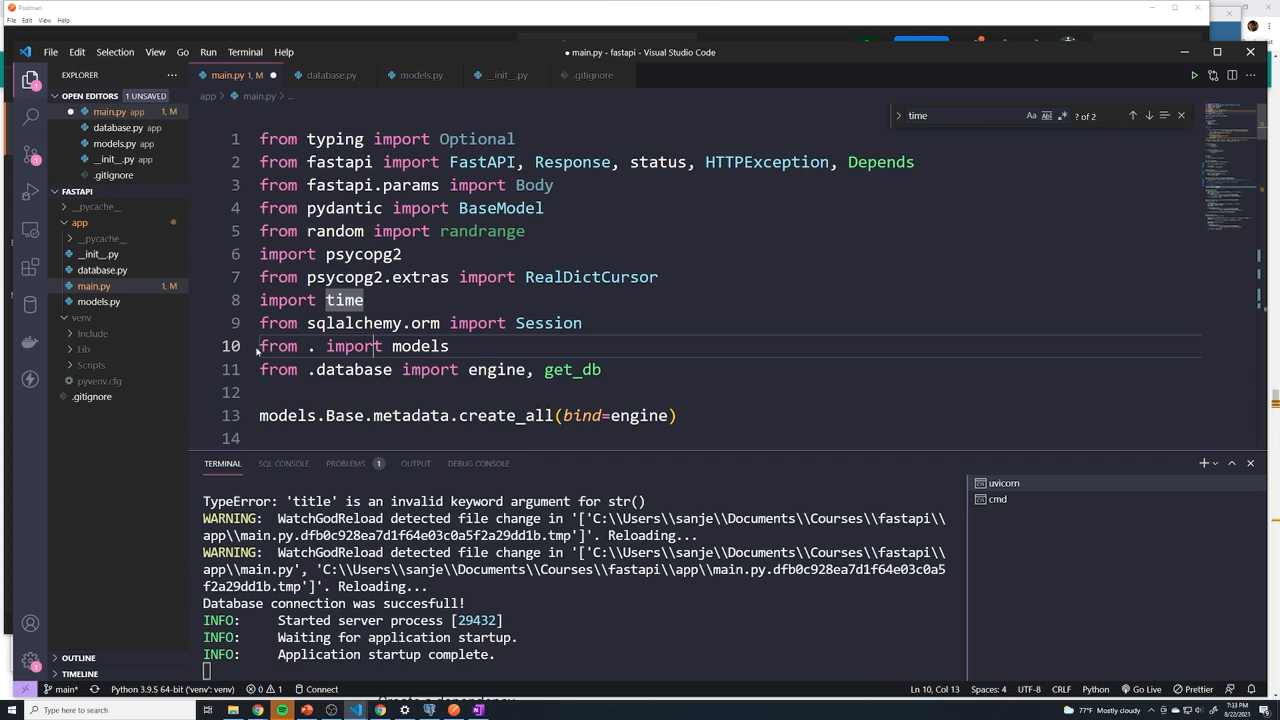 Postman
File Edit View Help
File Edit Selection View Go Run Terminal Help
● main.py - fastapi - Visual Studio Code
EXPLORER
main.py 1, M
database.py
models.py
__init__.py
.gitignore
OPEN EDITORS 1 UNSAVED
main.py app 1, M
database.py app
models.py app
__init__.py app
.gitignore
FASTAPI
__pycache__
app
__pycache__
__init__.py
database.py
main.py 1, M
models.py
venv
Include
Lib
Scripts
pyvenv.cfg
.gitignore
OUTLINE
TIMELINE
app > main.py > ...
time
Aa Ab ? of 2
1 from typing import Optional
2 from fastapi import FastAPI, Response, status, HTTPException, Depends
3 from fastapi.params import Body
4 from pydantic import BaseModel
5 from random import randrange
6 import psycopg2
7 from psycopg2.extras import RealDictCursor
8 import time
9 from sqlalchemy.orm import Session
10 from . import models
11 from .database import engine, get_db
12
13 models.Base.metadata.create_all(bind=engine)
14
TERMINAL SQL CONSOLE PROBLEMS 1 OUTPUT DEBUG CONSOLE
uvicorn
cmd
TypeError: 'title' is an invalid keyword argument for str()
WARNING: WatchGodReload detected file change in '['C:\\Users\\sanje\\Documents\\Courses\\fastapi\\
app\\main.py.dfb0c928ea7d1f64e03c0a5f2a29dd1b.tmp']'. Reloading...
WARNING: WatchGodReload detected file change in '['C:\\Users\\sanje\\Documents\\Courses\\fastapi\\
app\\main.py', 'C:\\Users\\sanje\\Documents\\Courses\\fastapi\\app\\main.py.dfb0c928ea7d1f64e03c0a5
f2a29dd1b.tmp']'. Reloading...
Database connection was succesfull!
INFO: Started server process [29432]
INFO: Waiting for application startup.
INFO: Application startup complete.
main* Python 3.9.5 64-bit ('venv': venv) 0 1 Connect
Ln 10, Col 13 Spaces: 4 UTF-8 CRLF Python Go Live Prettier
Type here to search
77°F Mostly cloudy
7:33 PM
8/22/2021